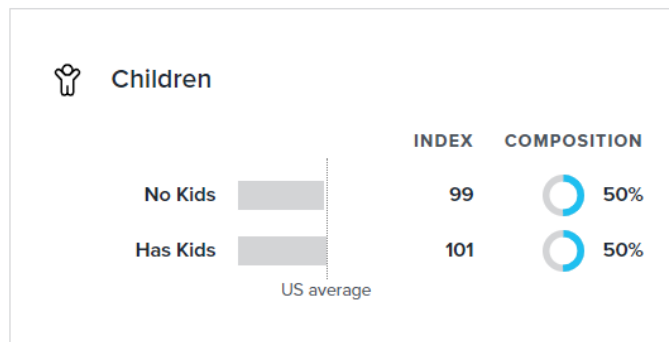 Children
INDEX COMPOSITION
No Kids 99 50%
Has Kids 101 50%
US average